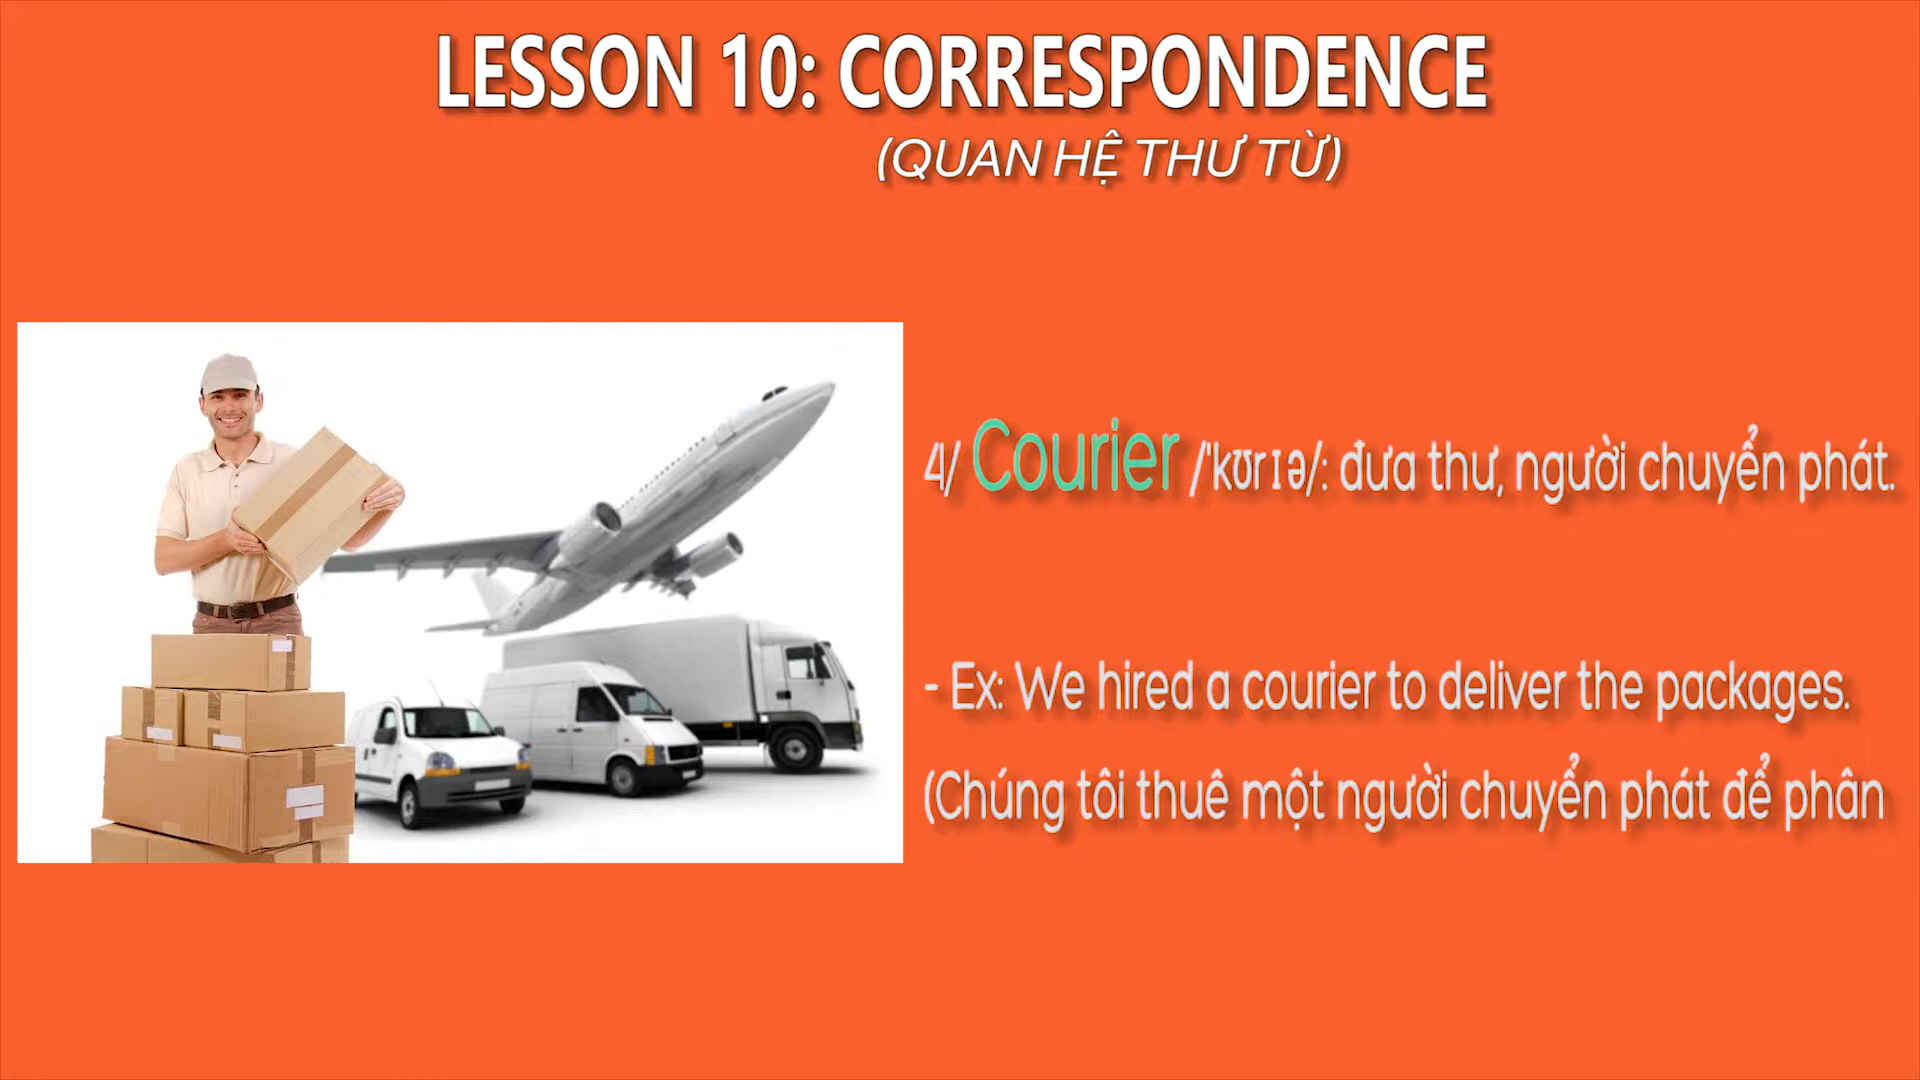 LESSON 10: CORRESPONDENCE
(QUAN HỆ THƯ TỪ)
4/ Courier /'kʊrɪə/: đưa thư, người chuyển phát.
- Ex: We hired a courier to deliver the packages.
(Chúng tôi thuê một người chuyển phát để phân